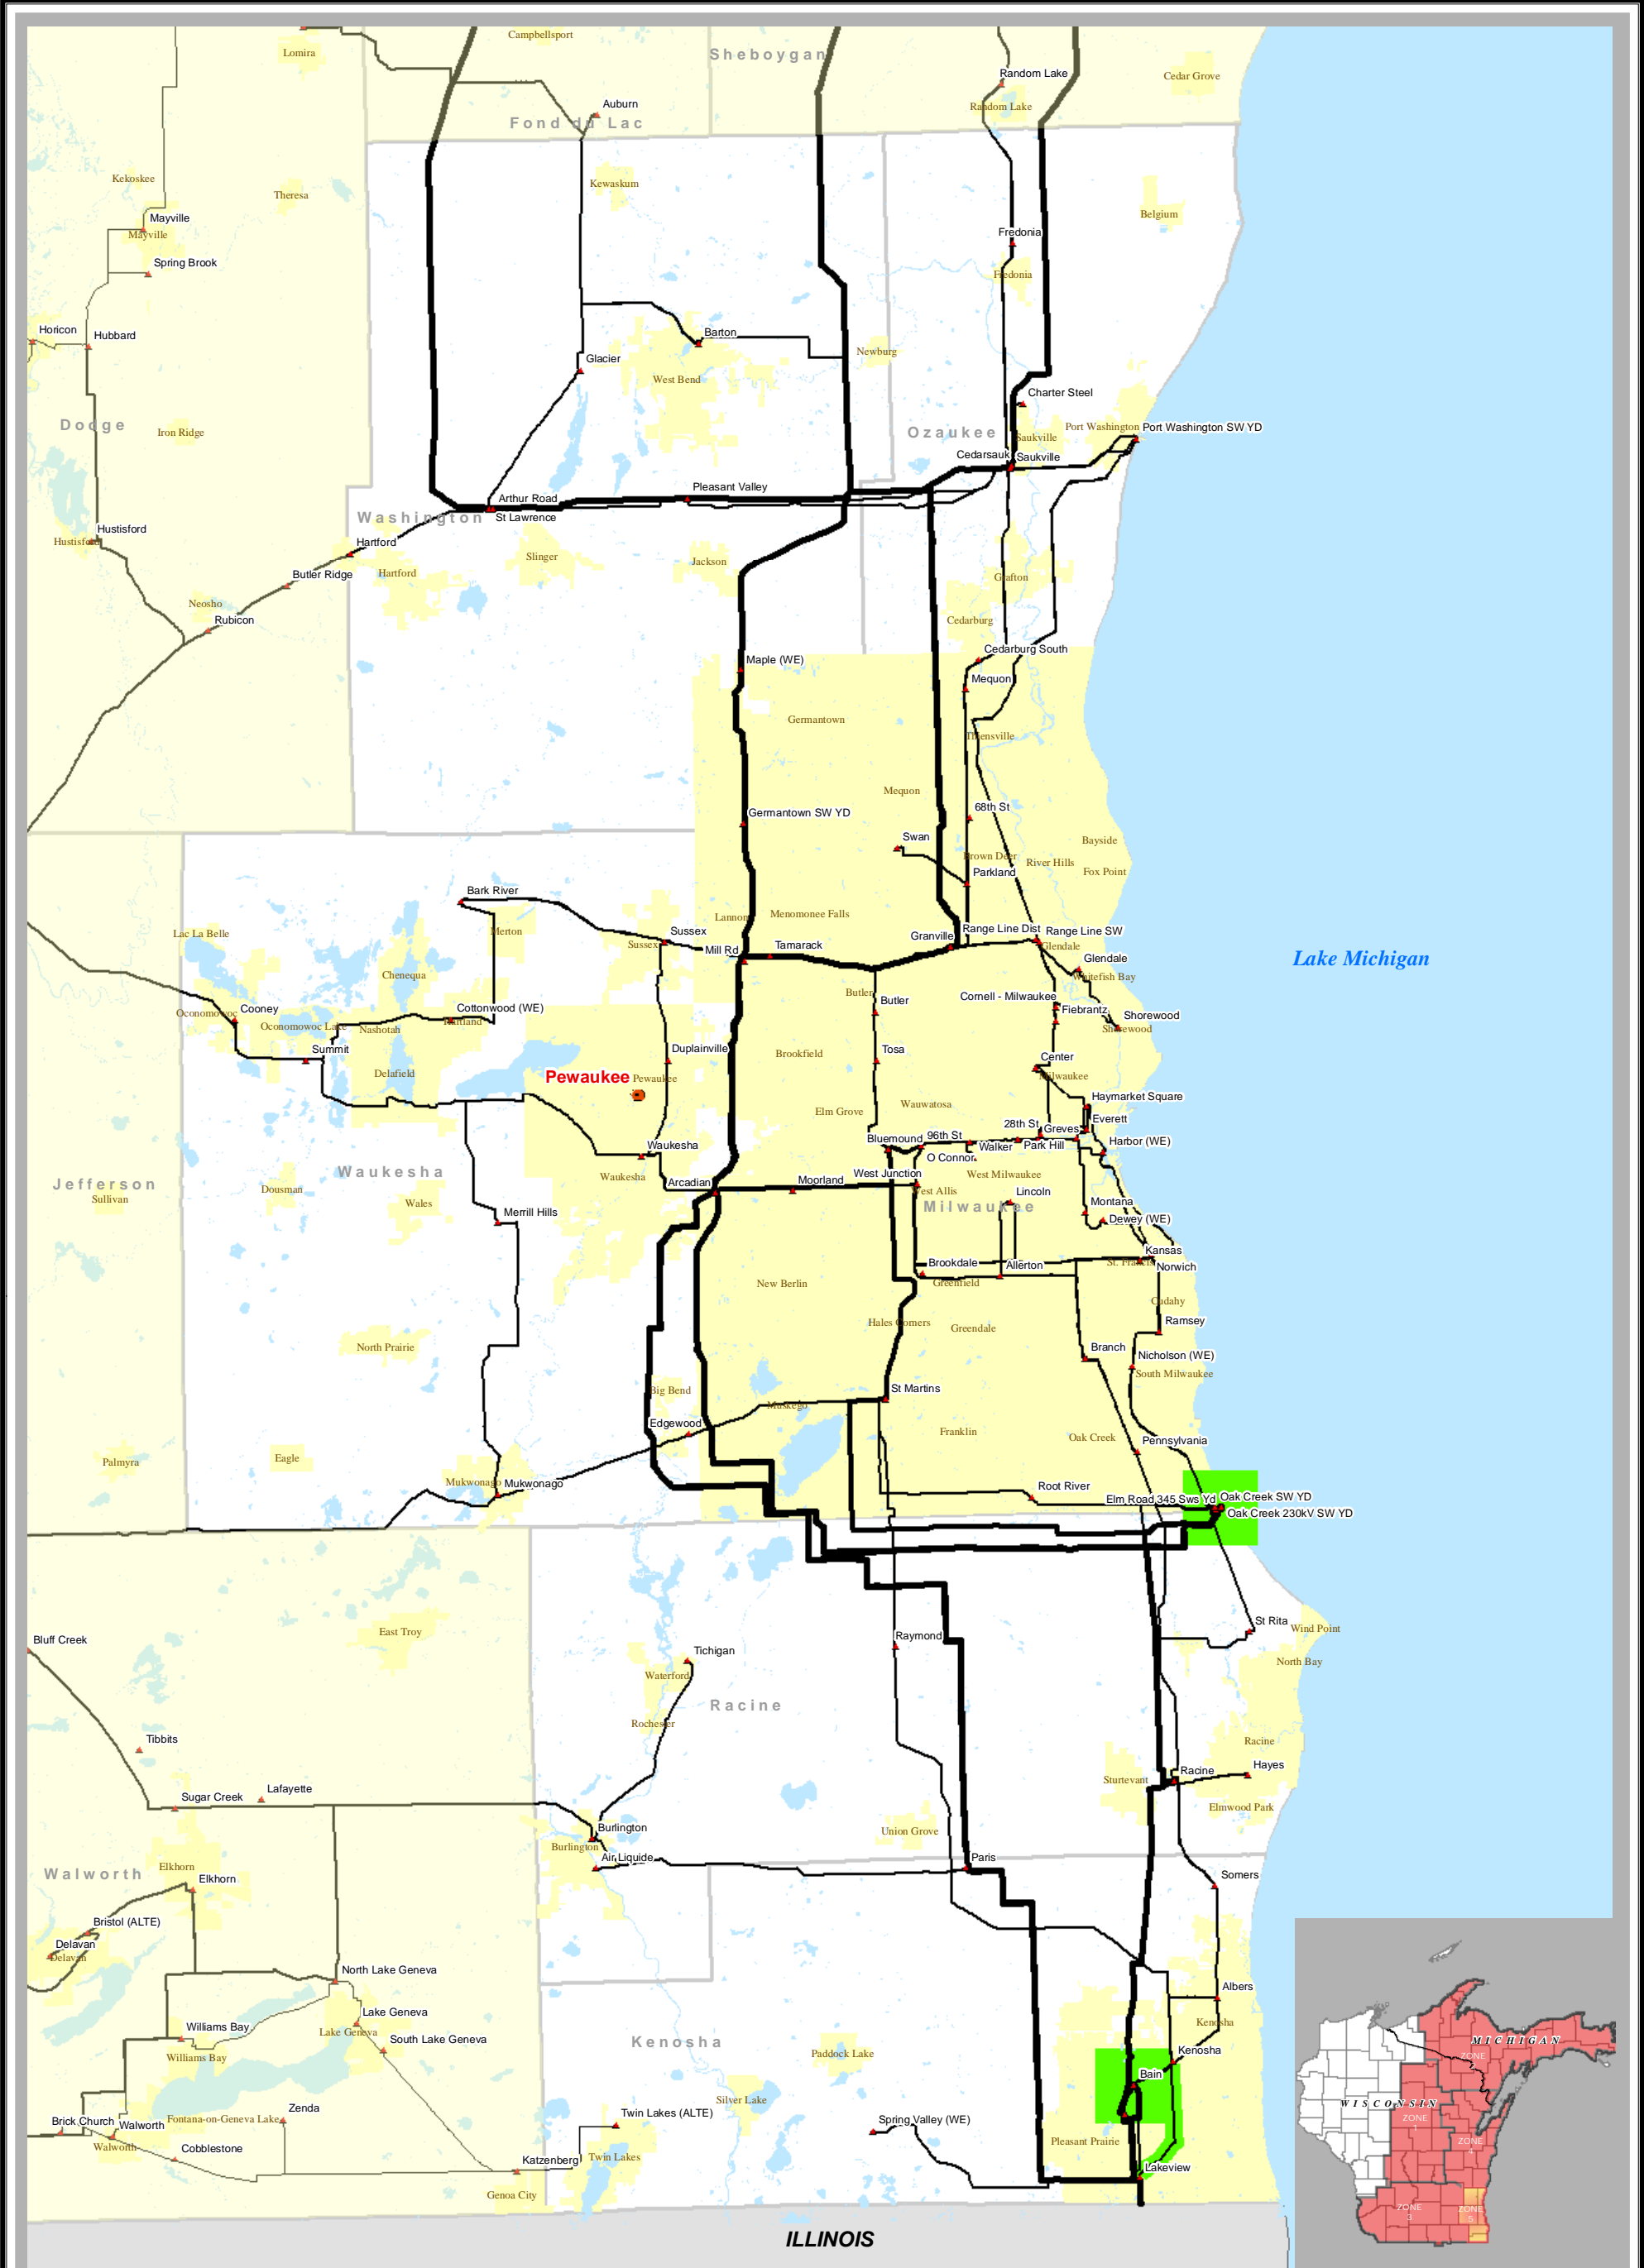 Campbellsport
Lomira
Sheboygan
Random Lake
Cedar Grove
Auburn
Random Lake
Fond du Lac
Kekoskee
Theresa
Kewaskum
Mayville
Belgium
Mayville
Fredonia
Spring Brook
Fredonia
Horicon
Hubbard
Barton
Glacier
Newburg
West Bend
Charter Steel
Dodge
Iron Ridge
Ozaukee
Saukville
Port Washington
Port Washington SW YD
Cedarsauk
Saukville
Pleasant Valley
Arthur Road
Washington
St Lawrence
Hustisford
Hustisford
Hartford
Slinger
Jackson
Butler Ridge
Hartford
Grafton
Neosho
Rubicon
Cedarburg
Cedarburg South
Maple (WE)
Mequon
Germantown
Thiensville
Mequon
68th St
Germantown SW YD
Swan
Bayside
Brown Deer
River Hills
Parkland
Fox Point
Bark River
Lannon
Menomonee Falls
Lac La Belle
Merton
Sussex
Sussex
Mill Rd
Tamarack
Granville
Range Line Dist
Range Line SW
Glendale
Glendale
Lake Michigan
Chenequa
Whitefish Bay
Butler
Butler
Cornell - Milwaukee
Fiebrantz
Shorewood
Shorewood
Cooney
Oconomowoc
Cottonwood (WE)
Hartland
Oconomowoc Lake
Nashotah
Summit
Duplainville
Brookfield
Tosa
Center
Milwaukee
Delafield
Pewaukee
Pewaukee
Haymarket Square
Elm Grove
Wauwatosa
Everett
28th St
Greves
Bluemound
96th St
Walker
Park Hill
Harbor (WE)
Waukesha
O Connor
Waukesha
Waukesha
West Junction
West Milwaukee
Arcadian
Moorland
West Allis
Lincoln
Jefferson
Sullivan
Dousman
Wales
Milwaukee
Montana
Merrill Hills
Dewey (WE)
Kansas
Brookdale
Allerton
St. Francis
Norwich
New Berlin
Greenfield
Cudahy
Hales Corners
Greendale
Ramsey
North Prairie
Branch
Nicholson (WE)
South Milwaukee
Big Bend
St Martins
Muskego
Edgewood
Franklin
Oak Creek
Pennsylvania
Palmyra
Eagle
Mukwonago
Mukwonago
Root River
Elm Road 345 Sws Yd
Oak Creek SW YD
Oak Creek 230kV SW YD
St Rita
Wind Point
East Troy
Bluff Creek
Raymond
Tichigan
North Bay
Waterford
Racine
Rochester
Tibbits
Racine
Racine
Hayes
Sturtevant
Lafayette
Sugar Creek
Elmwood Park
Burlington
Union Grove
Burlington
Air Liquide
Paris
Elkhorn
Walworth
Elkhorn
Somers
Bristol (ALTE)
Delavan
Delavan
North Lake Geneva
Albers
Lake Geneva
Williams Bay
Lake Geneva
South Lake Geneva
Kenosha
Kenosha
Williams Bay
Paddock Lake
Kenosha
Bain
Silver Lake
Zenda
Fontana-on-Geneva Lake
Brick Church
Walworth
Twin Lakes (ALTE)
Spring Valley (WE)
Walworth
Cobblestone
Pleasant Prairie
Twin Lakes
Katzenberg
Lakeview
Genoa City
ILLINOIS
MICHIGAN
ZONE
WISCONSIN
ZONE
1
ZONE
ZONE
3
ZONE
5